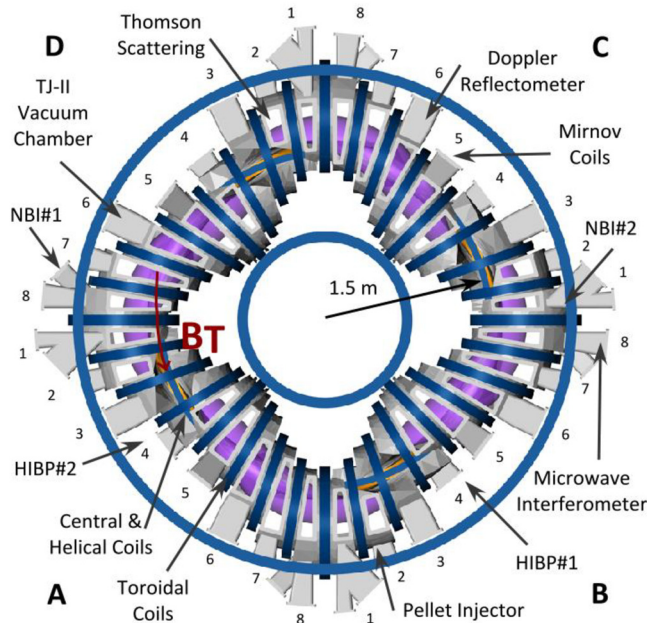 D
Thomson
Scattering
1
8
2
7
C
3
6
Doppler
Reflectometer
TJ-II
Vacuum
Chamber
4
5
Mirnov
Coils
5
4
6
3
NBI#1
7
2
NBI#2
8
1
1.5 m
BT
1
8
2
7
3
6
HIBP#2
4
5
Microwave
Interferometer
5
4
HIBP#1
Central &
Helical Coils
6
3
7
2
8
1
A
Toroidal
Coils
Pellet Injector
B